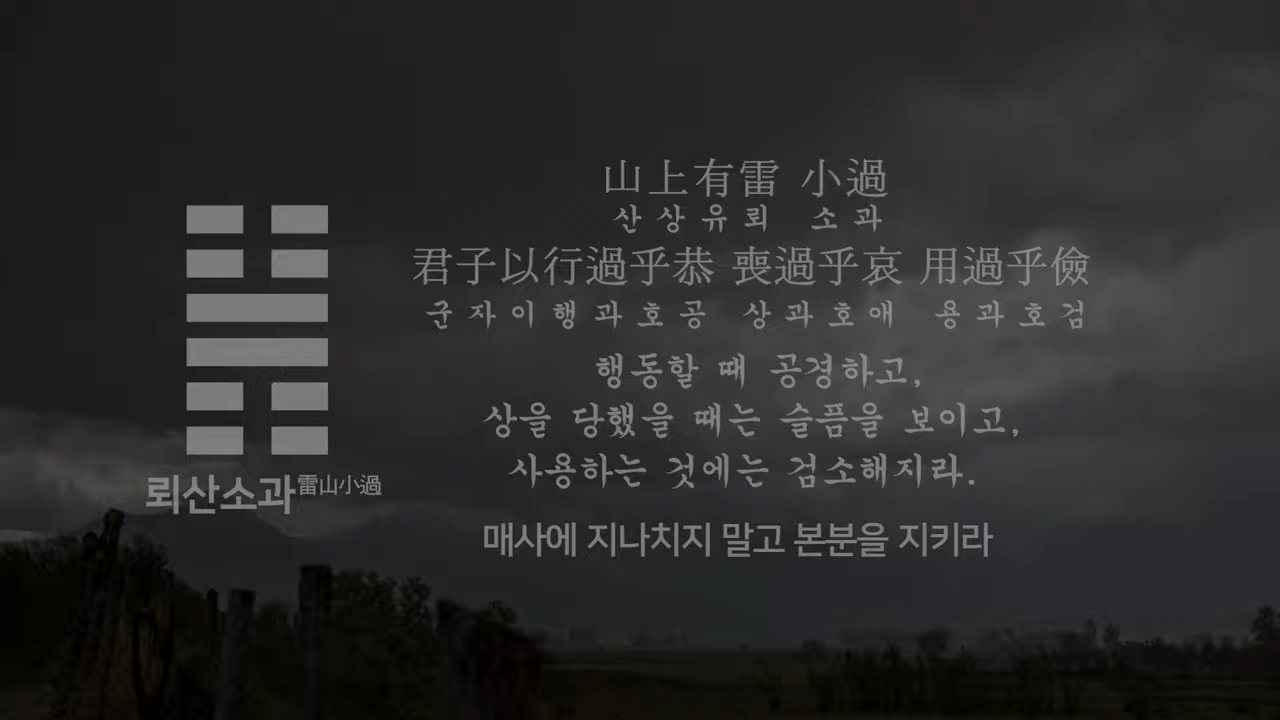 山上有雷 小過
산상유뢰 소과
君子以行過乎恭 喪過乎哀 用過乎儉
군자이행과호공 상과호애 용과호검
행동할 때 공경하고,
상을 당했을 때는 슬픔을 보이고,
사용하는 것에는 검소해지라.
뢰산소과雷山小過
매사에 지나치지 말고 본분을 지키라